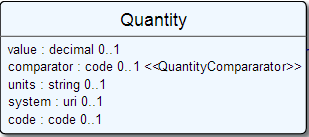 Quantity
value : decimal 0..1
comparator : code 0..1 <<QuantityCompararator>>
units : string 0..1
system : uri 0..1
code : code 0..1